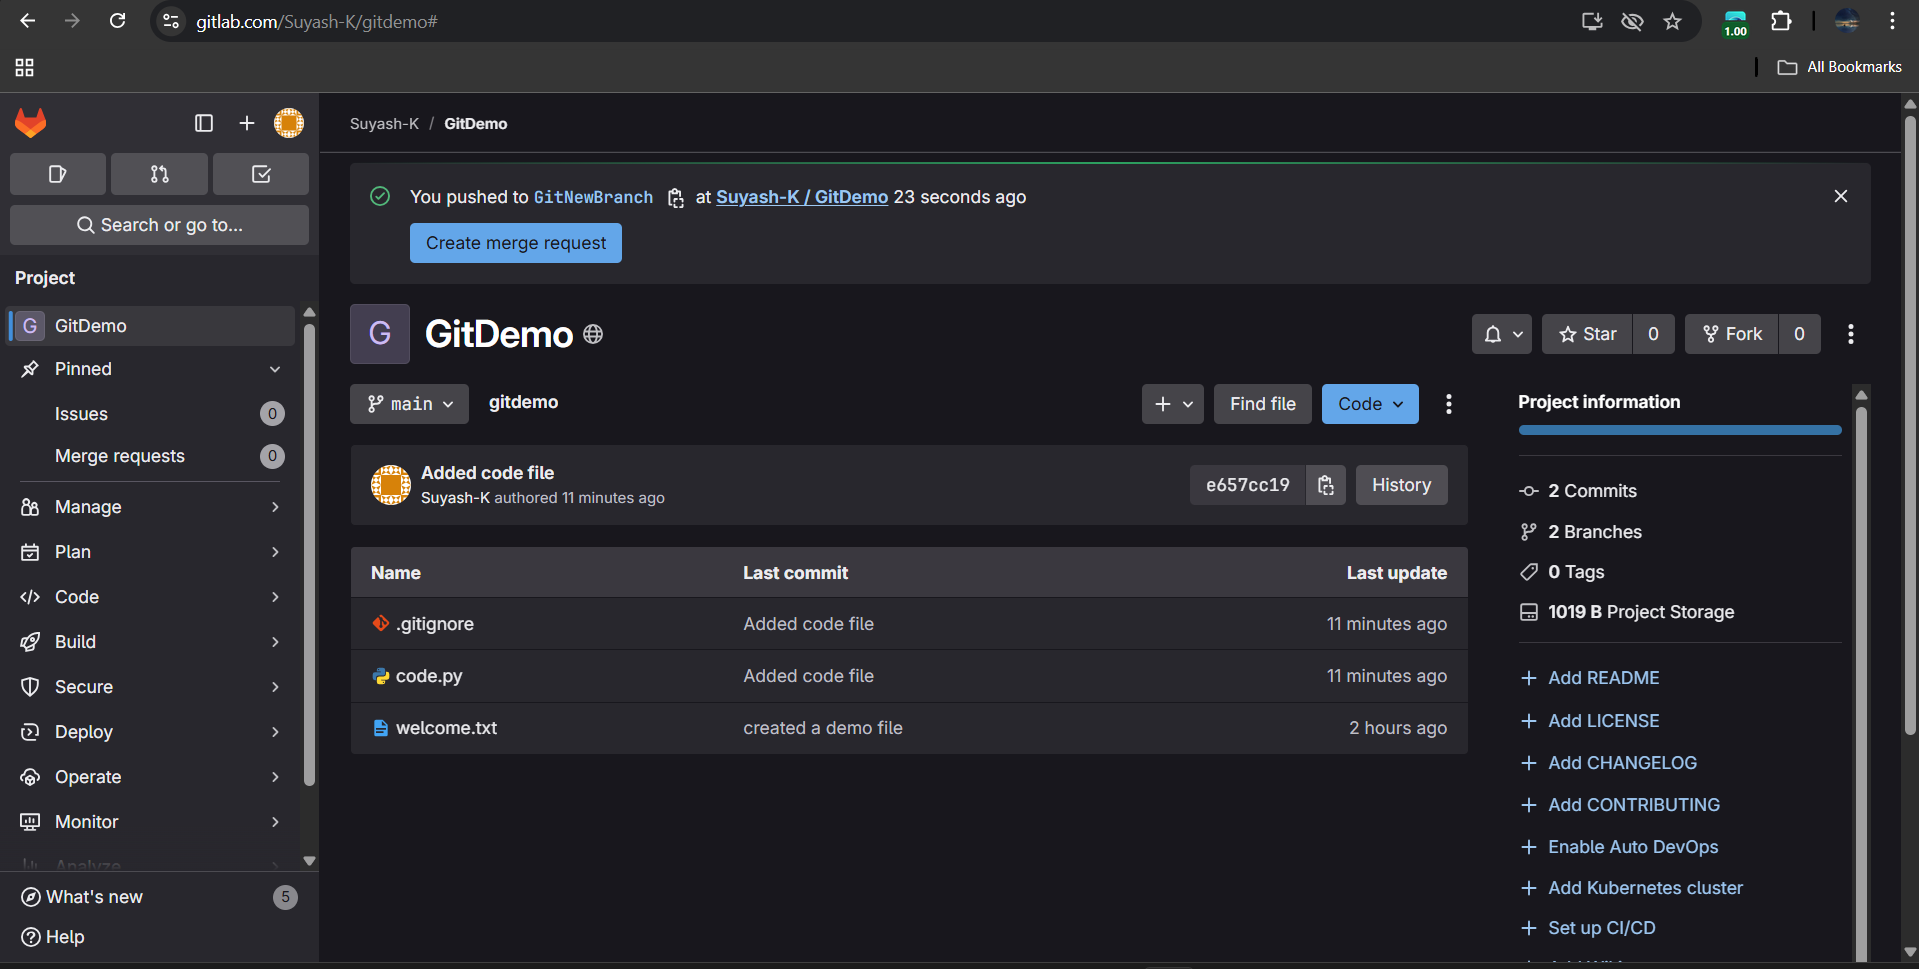 gitlab.com/Suyash-K/gitdemo#
1.00
All Bookmarks
Suyash-K / GitDemo
Search or go to...
Project
G GitDemo
Pinned
Issues 0
Merge requests 0
Manage
Plan
Code
Build
Secure
Deploy
Operate
Monitor
Analyze
What's new 5
Help
You pushed to GitNewBranch at Suyash-K / GitDemo 23 seconds ago
Create merge request
G GitDemo
Star 0 Fork 0
main gitdemo
Find file Code
Added code file
Suyash-K authored 11 minutes ago
e657cc19 History
Name Last commit Last update
.gitignore Added code file 11 minutes ago
code.py Added code file 11 minutes ago
welcome.txt created a demo file 2 hours ago
Project information
2 Commits
2 Branches
0 Tags
1019 B Project Storage
Add README
Add LICENSE
Add CHANGELOG
Add CONTRIBUTING
Enable Auto DevOps
Add Kubernetes cluster
Set up CI/CD